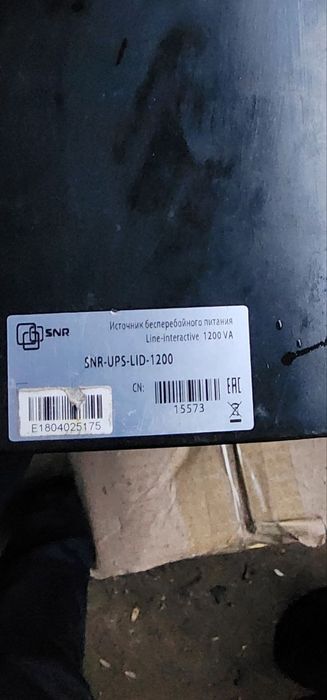 SNR
Источник бесперебойного питания
Line-interactive 1200 VA
SNR-UPS-LID-1200
CN:
15573
EAC
E1804025175